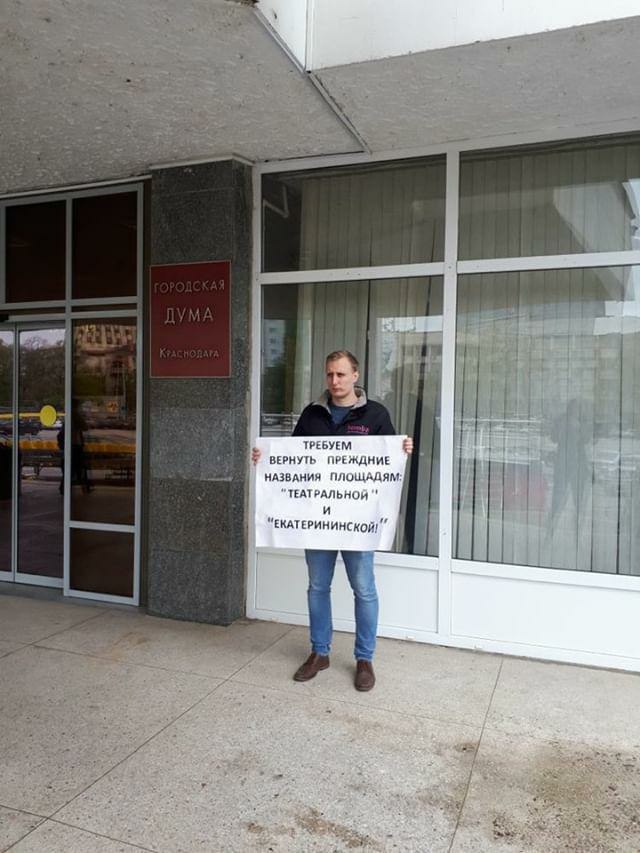 ГОРОДСКАЯ
ДУМА
КРАСНОДАРА
ТРЕБУЕМ
ВЕРНУТЬ ПРЕЖДНИЕ
НАЗВАНИЯ ПЛОЩАДЯМ:
"ТЕАТРАЛЬНОЙ"
И
"ЕКАТЕРИНИНСКОЙ!"